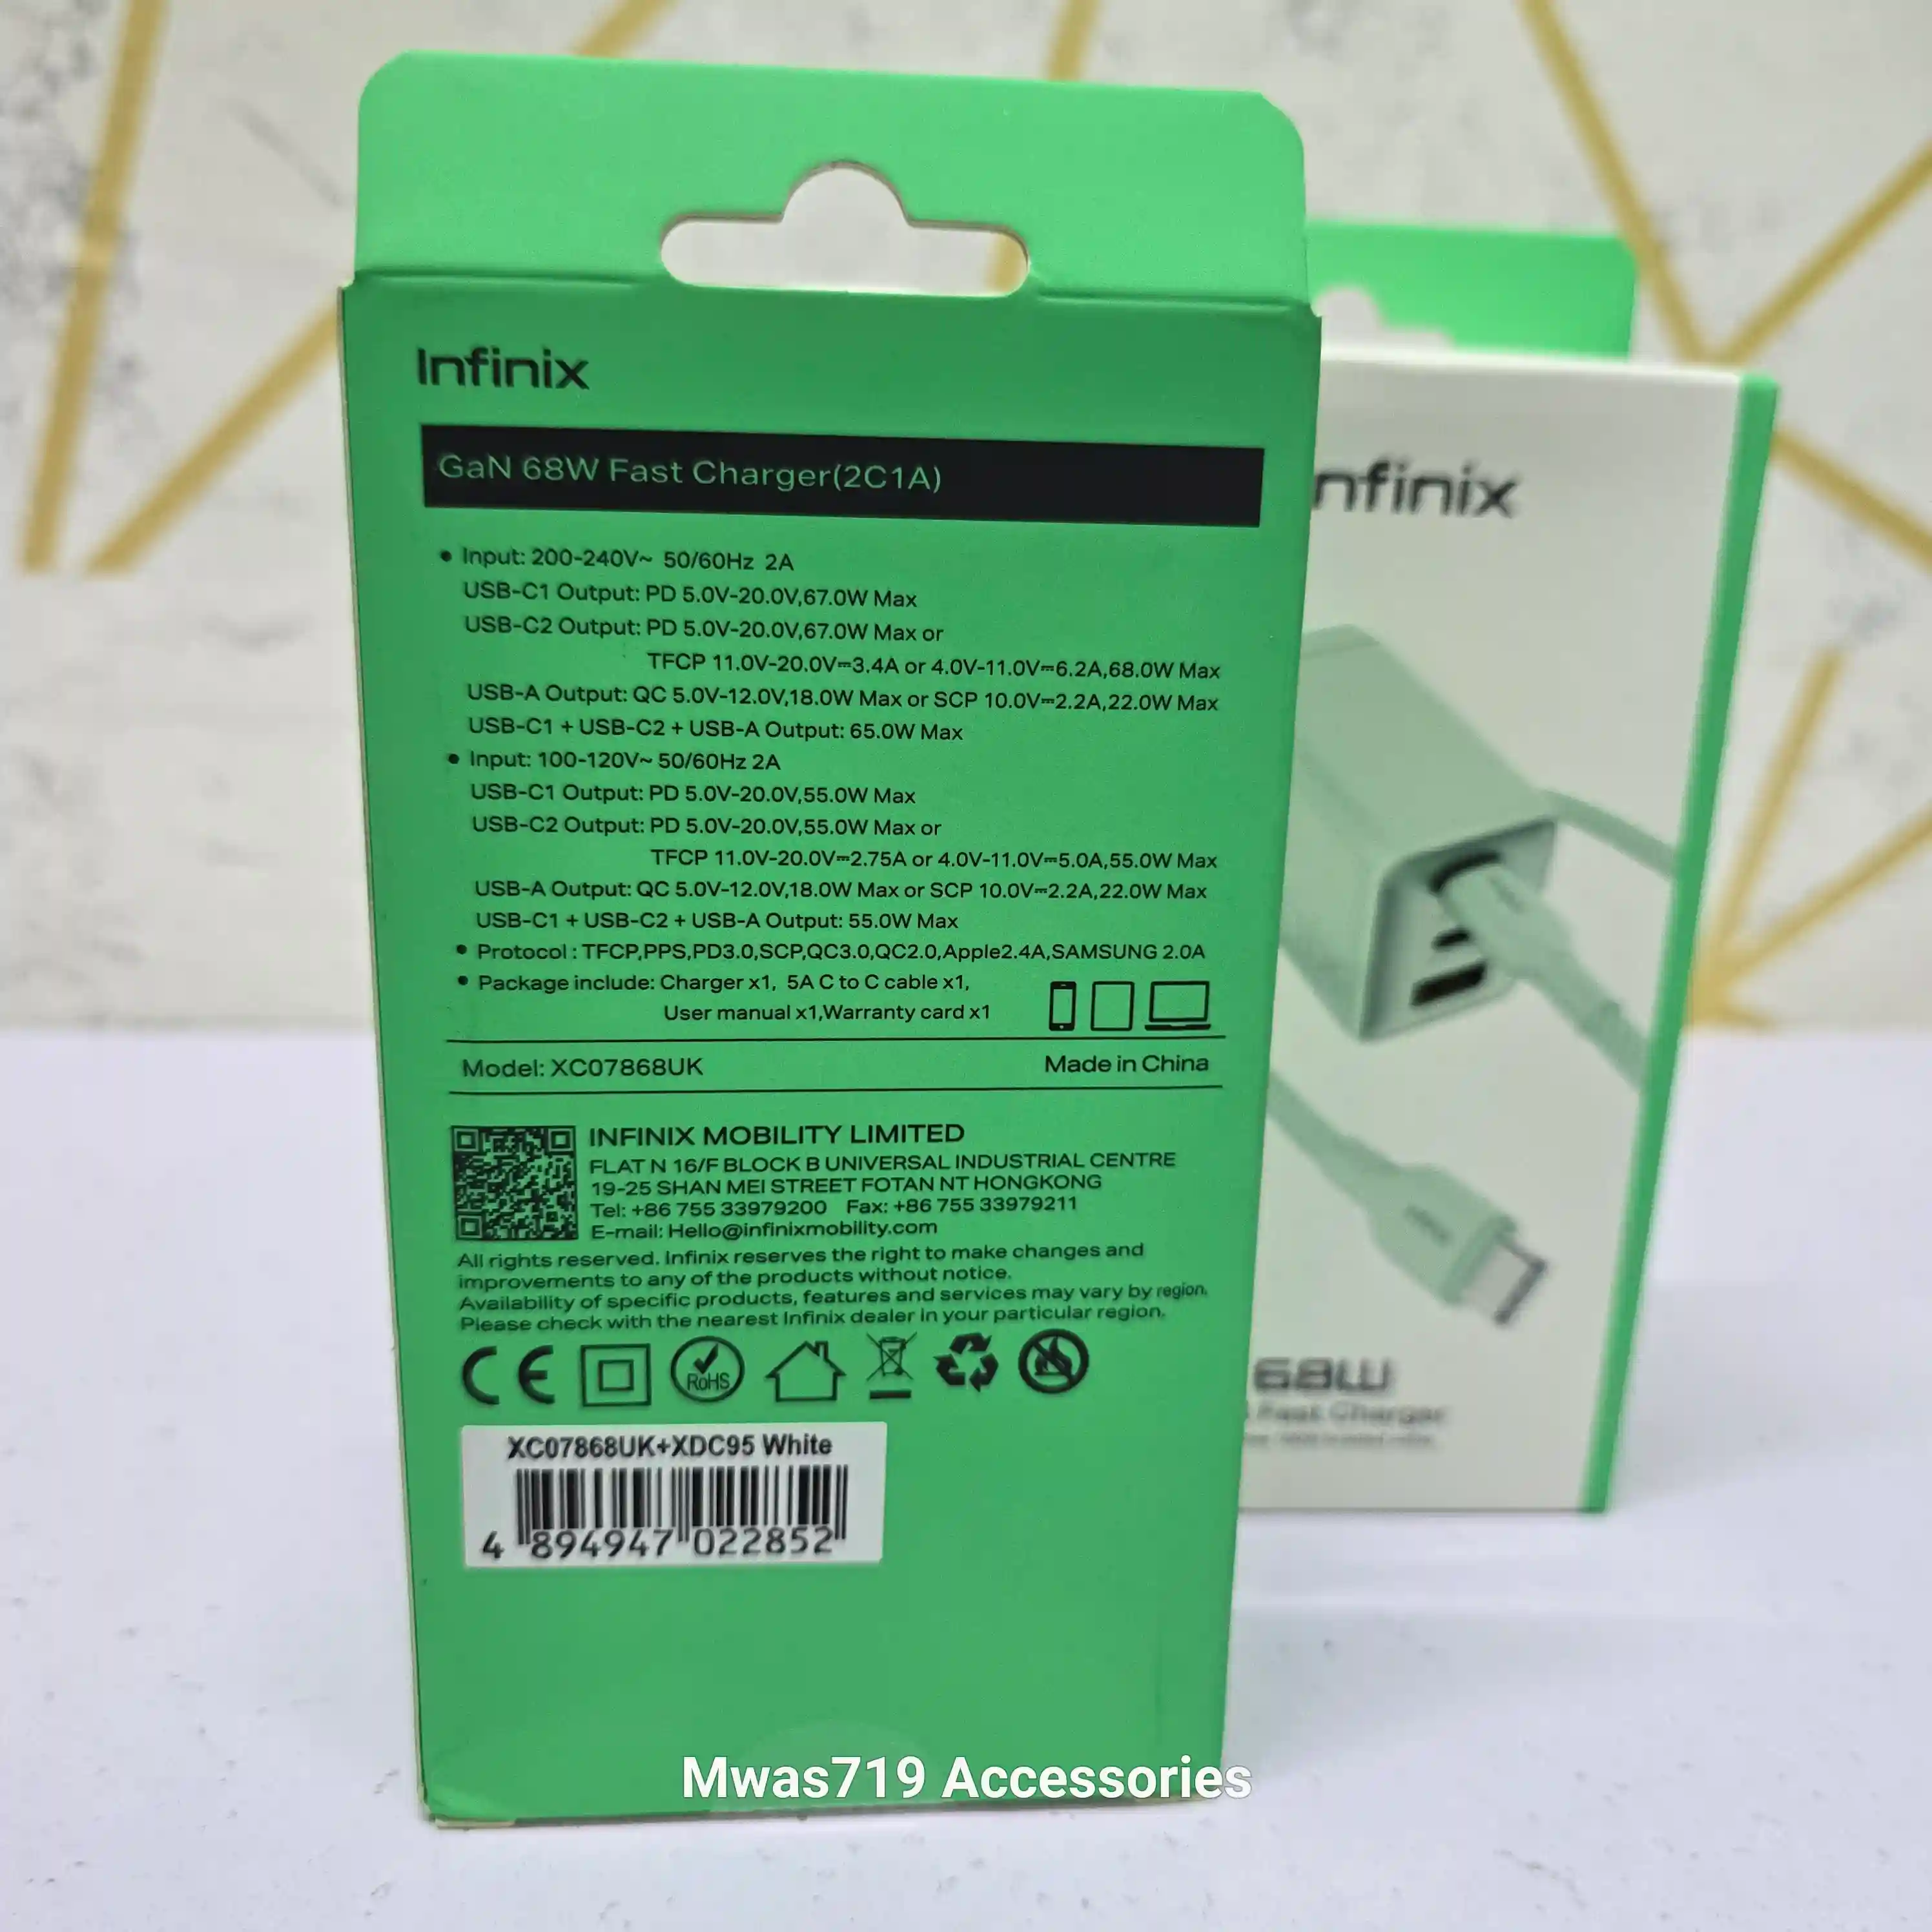 Infinix
GaN 68W Fast Charger(2C1A)
• Input: 200-240V~ 50/60Hz 2A
USB-C1 Output: PD 5.0V-20.0V,67.0W Max
USB-C2 Output: PD 5.0V-20.0V,67.0W Max or
TFCP 11.0V-20.0V⎓3.4A or 4.0V-11.0V⎓6.2A,68.0W Max
USB-A Output: QC 5.0V-12.0V,18.0W Max or SCP 10.0V⎓2.2A,22.0W Max
USB-C1 + USB-C2 + USB-A Output: 65.0W Max
• Input: 100-120V~ 50/60Hz 2A
USB-C1 Output: PD 5.0V-20.0V,55.0W Max
USB-C2 Output: PD 5.0V-20.0V,55.0W Max or
TFCP 11.0V-20.0V⎓2.75A or 4.0V-11.0V⎓5.0A,55.0W Max
USB-A Output: QC 5.0V-12.0V,18.0W Max or SCP 10.0V⎓2.2A,22.0W Max
USB-C1 + USB-C2 + USB-A Output: 55.0W Max
• Protocol : TFCP,PPS,PD3.0,SCP,QC3.0,QC2.0,Apple2.4A,SAMSUNG 2.0A
• Package include: Charger x1, 5A C to C cable x1,
User manual x1,Warranty card x1
Model: XC07868UK Made in China
INFINIX MOBILITY LIMITED
FLAT N 16/F BLOCK B UNIVERSAL INDUSTRIAL CENTRE
19-25 SHAN MEI STREET FOTAN NT HONGKONG
Tel: +86 755 33979200 Fax: +86 755 33979211
E-mail: Hello@infinixmobility.com
All rights reserved. Infinix reserves the right to make changes and
improvements to any of the products without notice.
Availability of specific products, features and services may vary by region.
Please check with the nearest Infinix dealer in your particular region.
CE RoHS
XC07868UK+XDC95 White
4 894947 022852
nfinix
68W
Fast Charger
Mwas719 Accessories